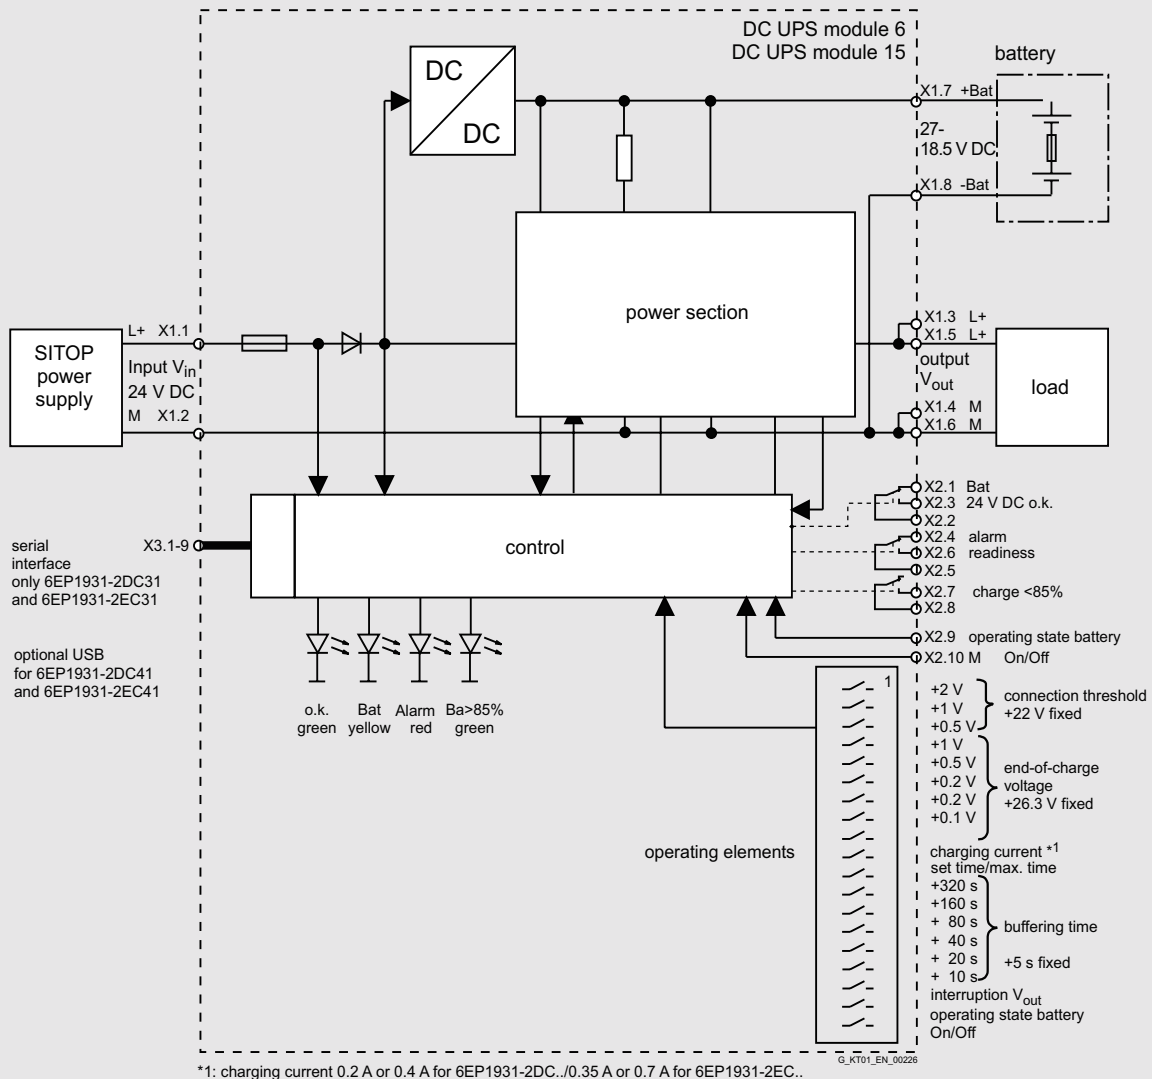 DC UPS module 6
DC UPS module 15
battery
DC
DC
X1.7 +Bat
27-
18.5 V DC
X1.8 -Bat
power section
SITOP
power
supply
L+ X1.1
Input Vin
24 V DC
M X1.2
X1.3 L+
X1.5 L+
output
Vout
X1.4 M
X1.6 M
load
control
X2.1 Bat
X2.3 24 V DC o.k.
X2.2
X2.4 alarm
X2.6 readiness
X2.5
X2.7 charge <85%
X2.8
X2.9 operating state battery
X2.10 M On/Off
serial
interface
only 6EP1931-2DC31
and 6EP1931-2EC31
X3.1-9
optional USB
for 6EP1931-2DC41
and 6EP1931-2EC41
o.k.
green
Bat
yellow
Alarm
red
Ba>85%
green
operating elements
1
+2 V
+1 V
+0.5 V
connection threshold
+22 V fixed
+1 V
+0.5 V
+0.2 V
+0.2 V
+0.1 V
end-of-charge
voltage
+26.3 V fixed
charging current *1
set time/max. time
+320 s
+160 s
+ 80 s
+ 40 s
+ 20 s
+ 10 s
buffering time
+5 s fixed
interruption Vout
operating state battery
On/Off
G_KT01_EN_00226
*1: charging current 0.2 A or 0.4 A for 6EP1931-2DC../0.35 A or 0.7 A for 6EP1931-2EC..